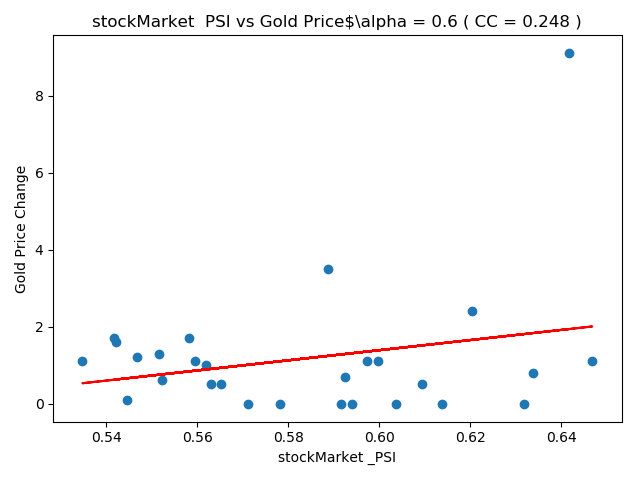 stockMarket  PSI vs Gold Price$\alpha = 0.6 ( CC = 0.248 )
Gold Price Change
8
6
4
2
0
0.54 0.56 0.58 0.60 0.62 0.64
stockMarket _PSI